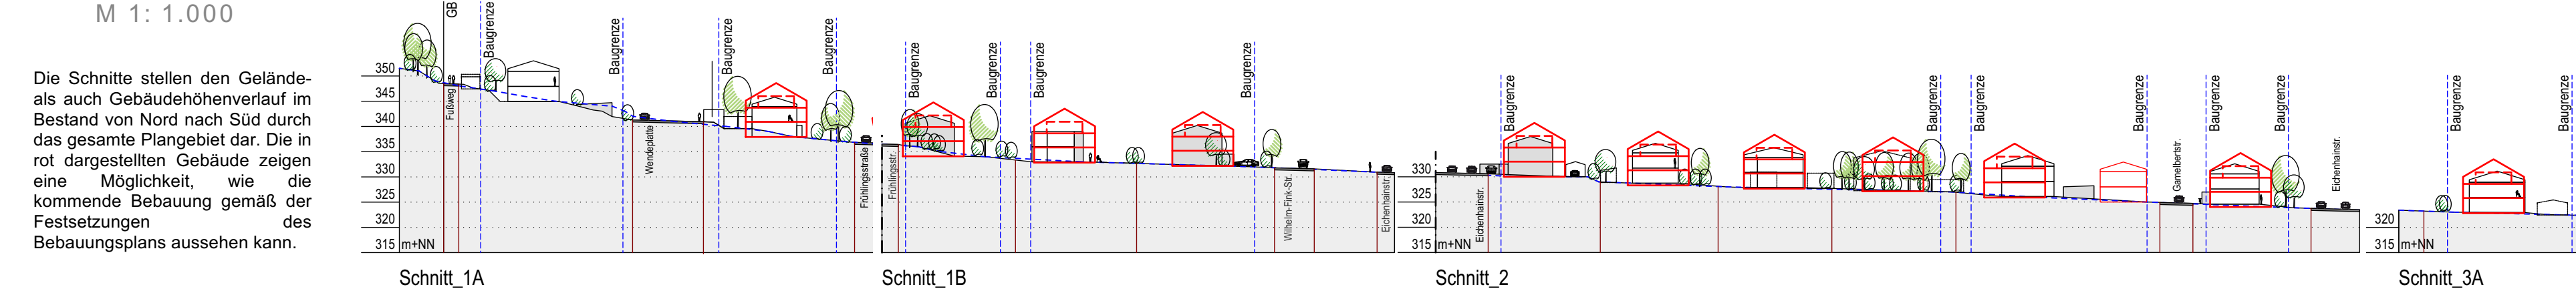 M 1: 1.000
Die Schnitte stellen den Gelände-
als auch Gebäudehöhenverlauf im
Bestand von Nord nach Süd durch
das gesamte Plangebiet dar. Die in
rot dargestellten Gebäude zeigen
eine Möglichkeit, wie die
kommende Bebauung gemäß der
Festsetzungen des
Bebauungsplans aussehen kann.
350
345
340
335
330
325
320
315 m+NN
GB
Fußweg
Baugrenze
Baugrenze
Wendeplatte
Baugrenze
Baugrenze
Frühlingsstraße
Schnitt_1A
Frühlingsstr.
Baugrenze
Baugrenze
Baugrenze
Baugrenze
Wilhelm-Fink-Str.
Eichenhainstr.
Schnitt_1B
330
325
320
315 m+NN
Eichenhainstr.
Baugrenze
Baugrenze
Baugrenze
Baugrenze
Gamelbertstr.
Baugrenze
Baugrenze
Eichenhainstr.
Schnitt_2
320
315 m+NN
Baugrenze
Baugrenze
Schnitt_3A